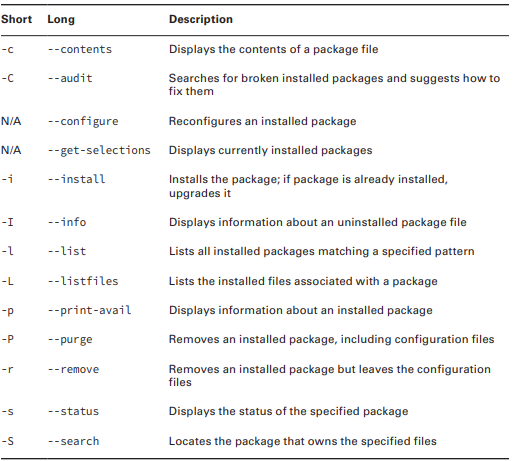 Short Long Description
-c --contents Displays the contents of a package file
-C --audit Searches for broken installed packages and suggests how to
fix them
N/A --configure Reconfigures an installed package
N/A --get-selections Displays currently installed packages
-i --install Installs the package; if package is already installed,
upgrades it
-I --info Displays information about an uninstalled package file
-l --list Lists all installed packages matching a specified pattern
-L --listfiles Lists the installed files associated with a package
-p --print-avail Displays information about an installed package
-P --purge Removes an installed package, including configuration files
-r --remove Removes an installed package but leaves the configuration
files
-s --status Displays the status of the specified package
-S --search Locates the package that owns the specified files